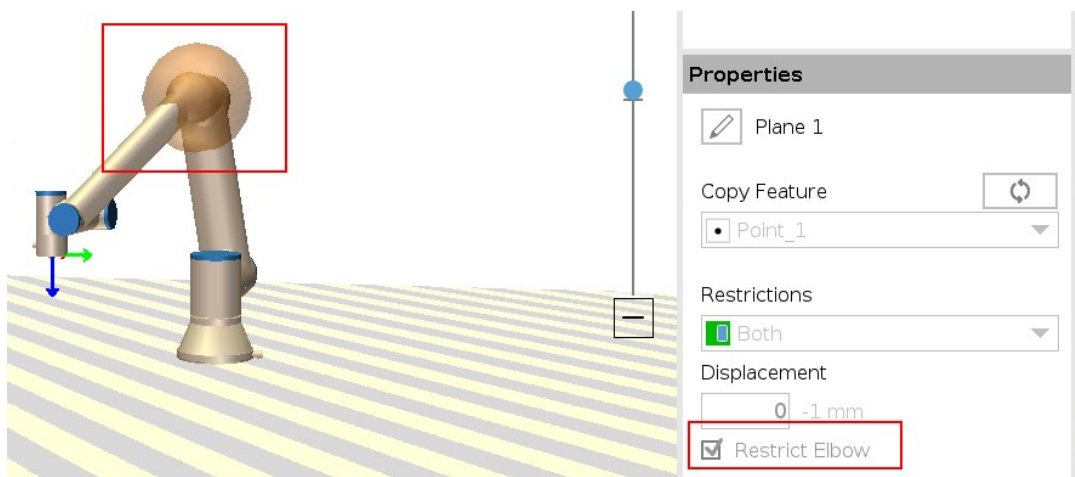 Properties
Plane 1
Copy Feature
Point_1
Restrictions
Both
Displacement
0 -1 mm
Restrict Elbow